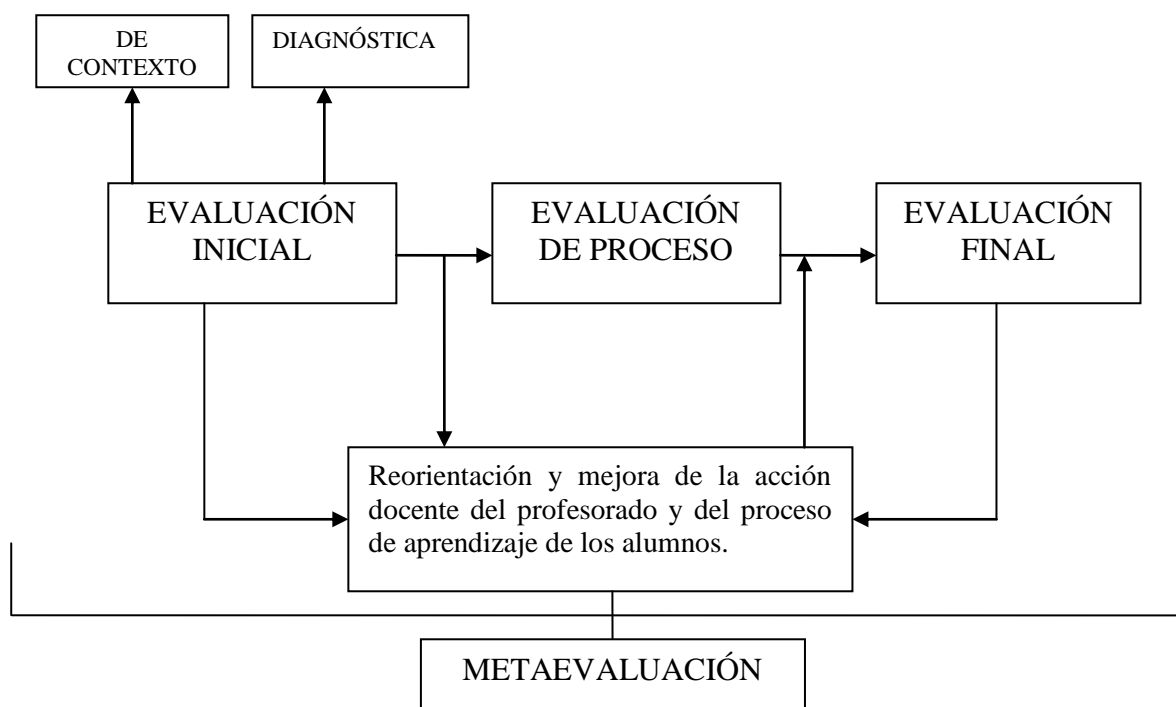 DE
CONTEXTO
DIAGNÓSTICA
EVALUACIÓN
INICIAL
EVALUACIÓN
DE PROCESO
EVALUACIÓN
FINAL
Reorientación y mejora de la acción
docente del profesorado y del proceso
de aprendizaje de los alumnos.
METAEVALUACIÓN